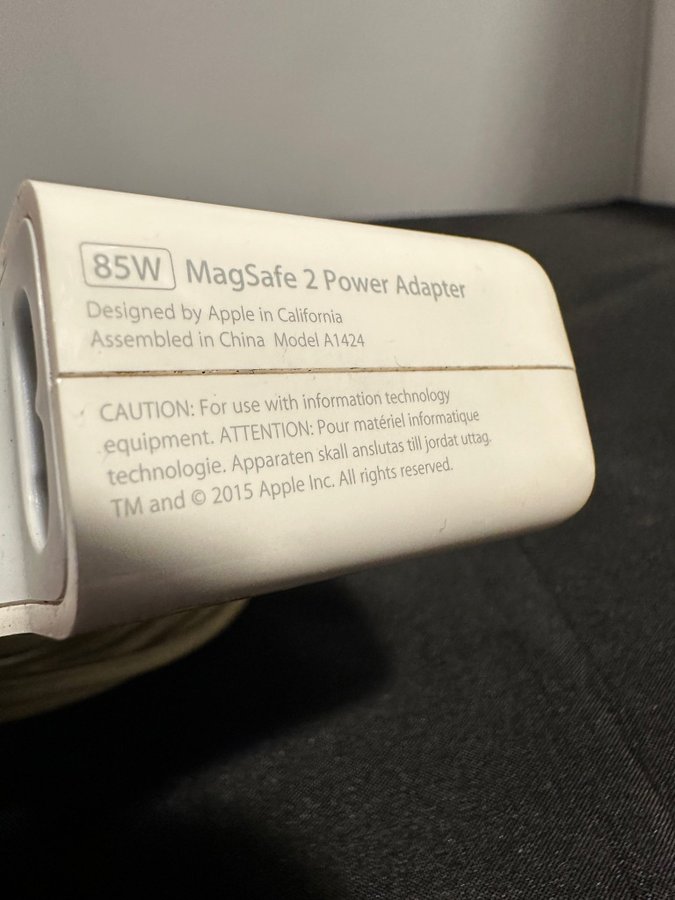 85W MagSafe 2 Power Adapter
Designed by Apple in California
Assembled in China Model A1424
CAUTION: For use with information technology
equipment. ATTENTION: Pour matériel informatique
technologie. Apparaten skall anslutas till jordat uttag.
TM and © 2015 Apple Inc. All rights reserved.